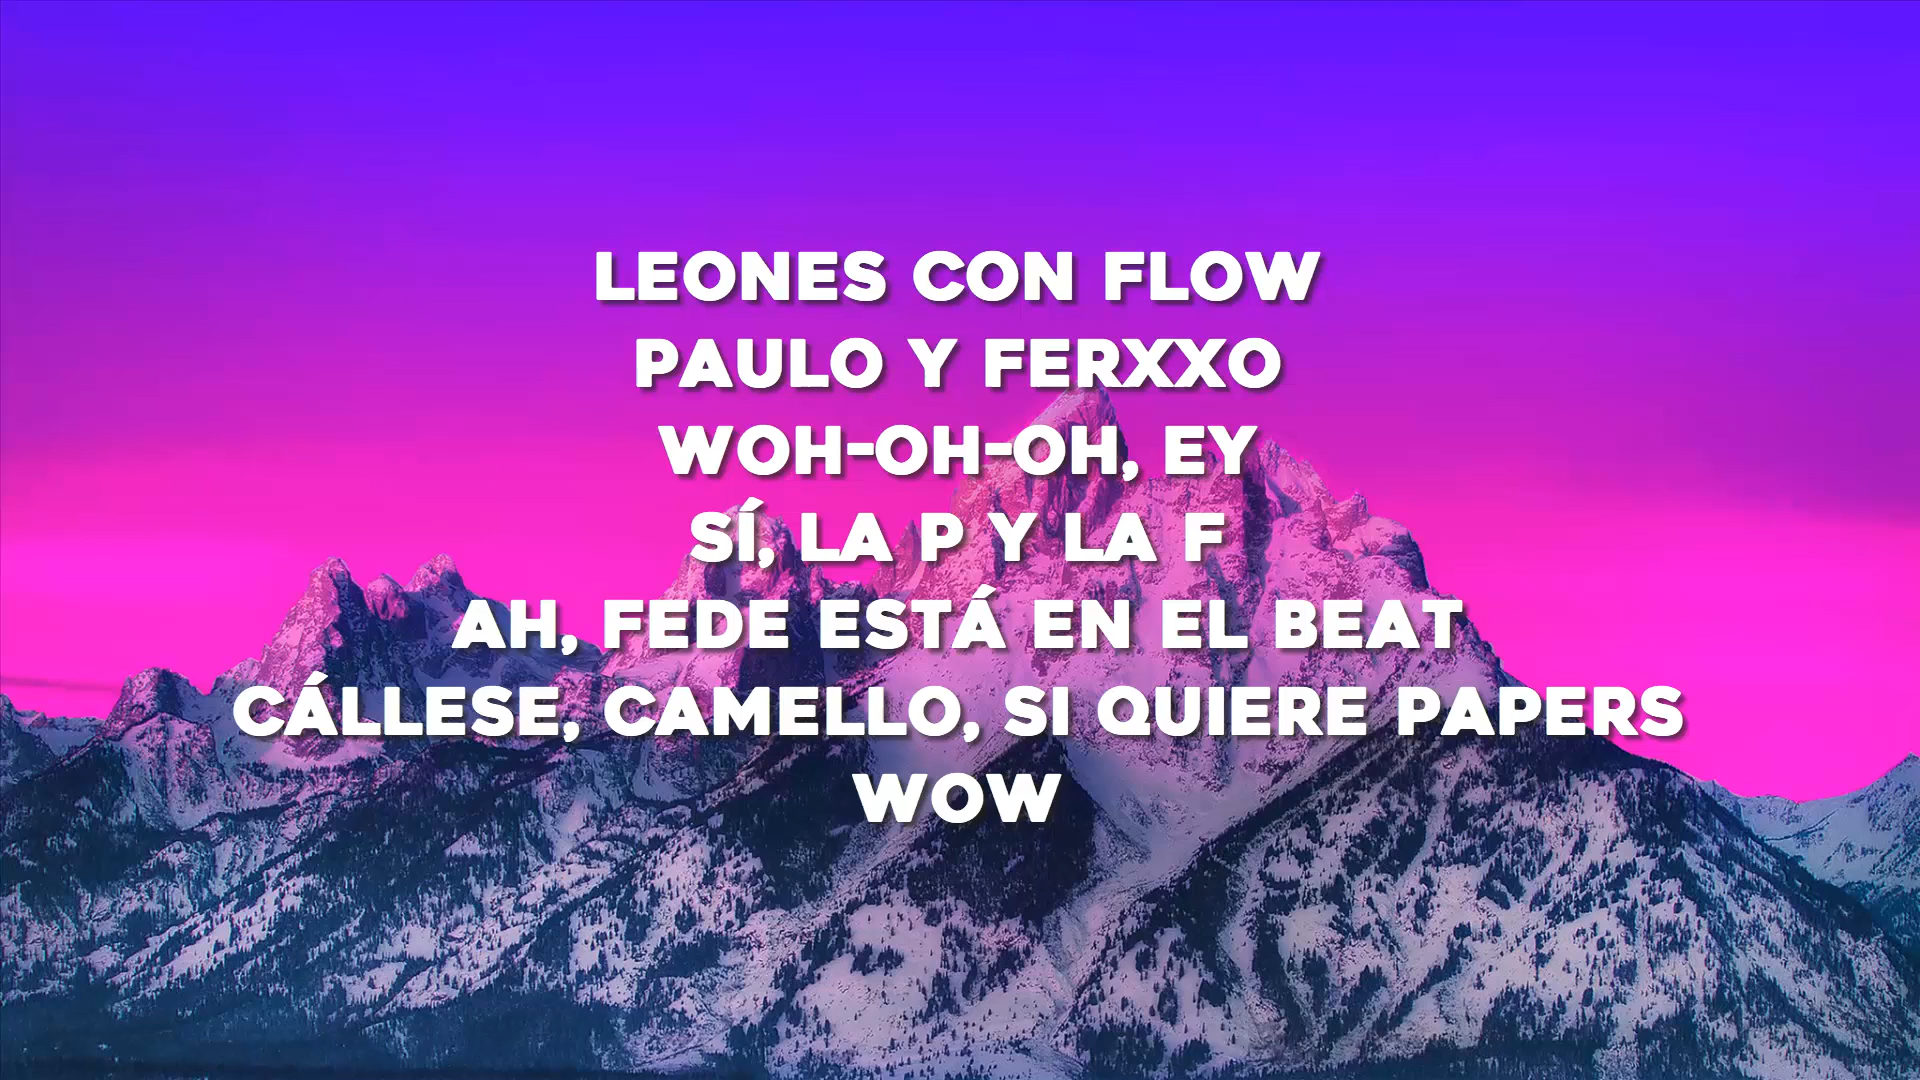 LEONES CON FLOW
PAULO Y FERXXO
WOH-OH-OH, EY
SÍ, LA P Y LA F
AH, FEDE ESTÁ EN EL BEAT
CÁLLESE, CAMELLO, SI QUIERE PAPERS
WOW